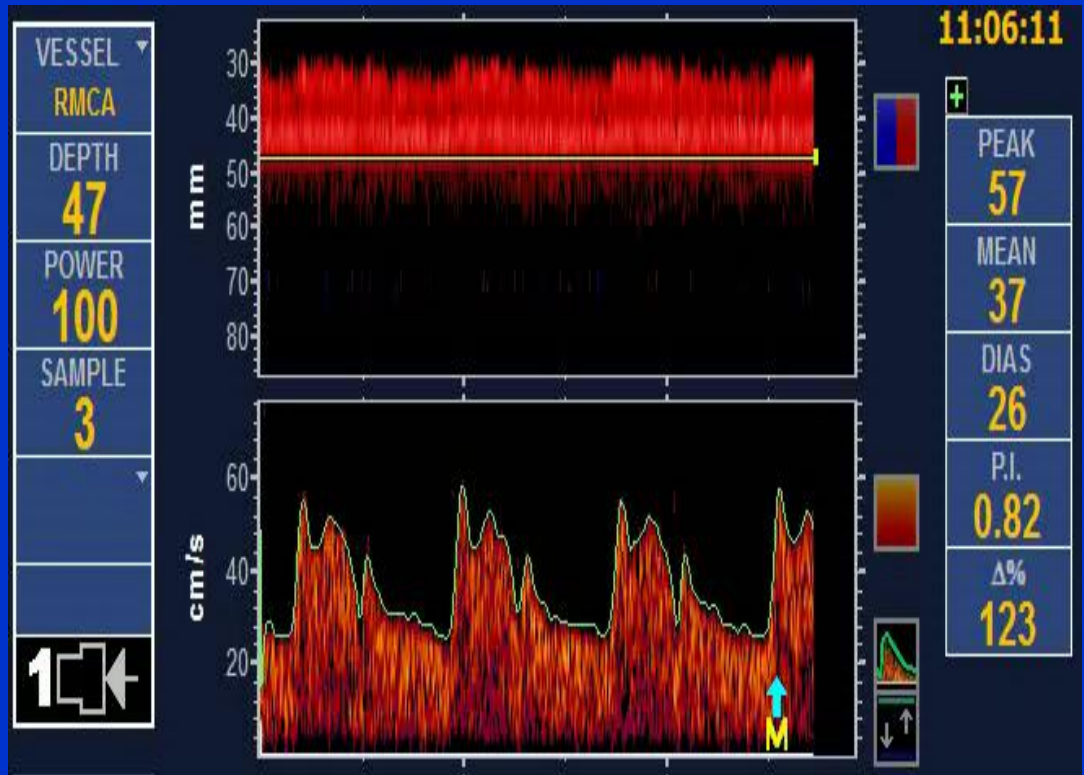 VESSEL
RMCA
DEPTH
47
POWER
100
SAMPLE
3
1
mm
30
40
50
60
70
80
cm/s
60
40
20
M
11:06:11
+
PEAK
57
MEAN
37
DIAS
26
P.I.
0.82
Δ%
123